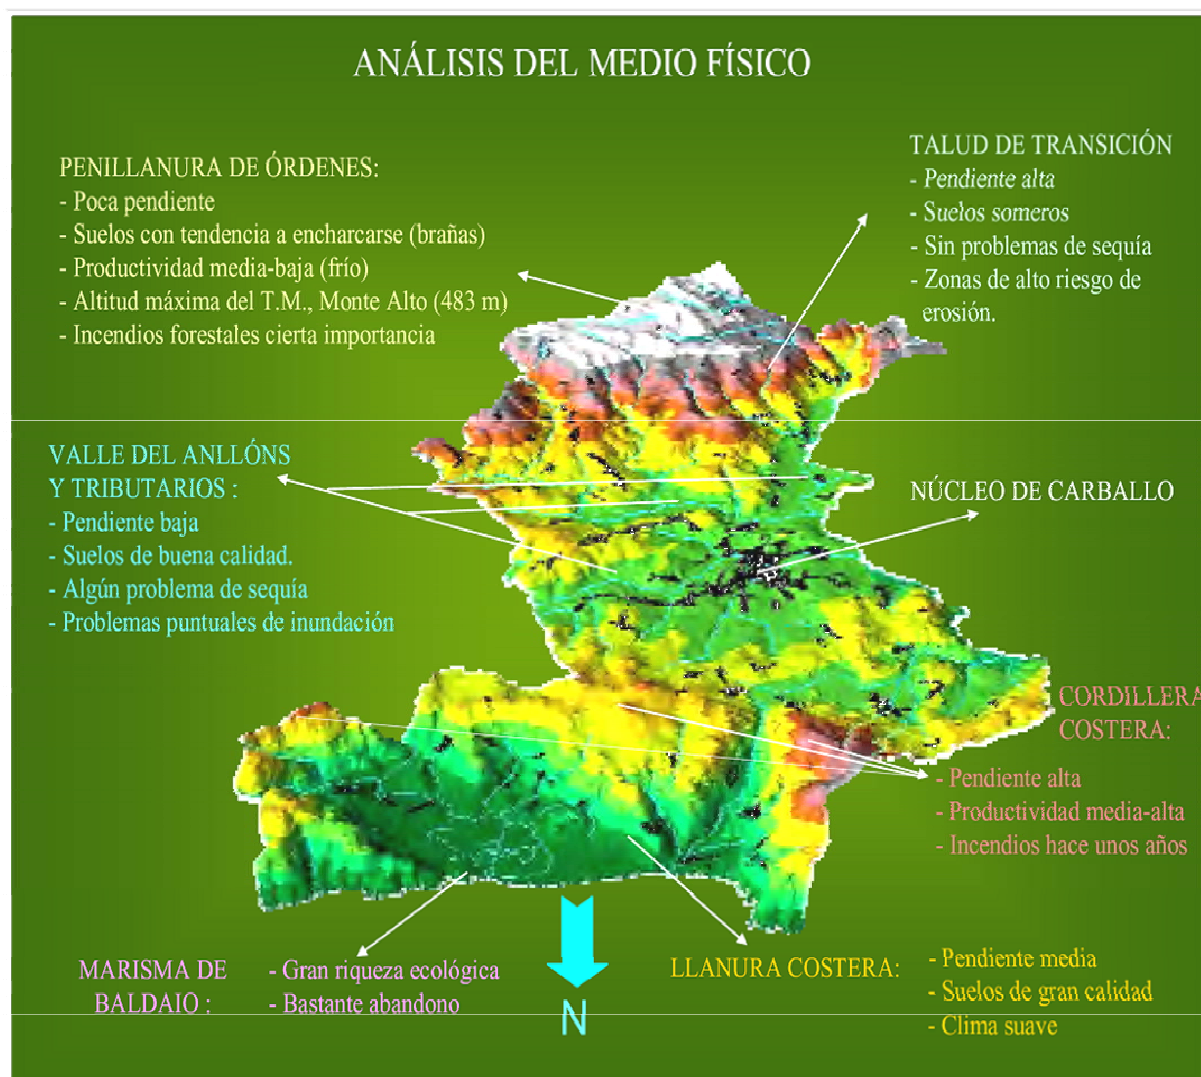 ANÁLISIS DEL MEDIO FÍSICO
PENILLANURA DE ÓRDENES:
- Poca pendiente
- Suelos con tendencia a encharcarse (brañas)
- Productividad media-baja (frío)
- Altitud máxima del T.M., Monte Alto (483 m)
- Incendios forestales cierta importancia
TALUD DE TRANSICIÓN
- Pendiente alta
- Suelos someros
- Sin problemas de sequía
- Zonas de alto riesgo de
erosión.
VALLE DEL ANLLÓNS
Y TRIBUTARIOS :
- Pendiente baja
- Suelos de buena calidad.
- Algún problema de sequía
- Problemas puntuales de inundación
NÚCLEO DE CARBALLO
CORDILLERA
COSTERA:
- Pendiente alta
- Productividad media-alta
- Incendios hace unos años
MARISMA DE
BALDAIO :
- Gran riqueza ecológica
- Bastante abandono
N
LLANURA COSTERA:
- Pendiente media
- Suelos de gran calidad
- Clima suave